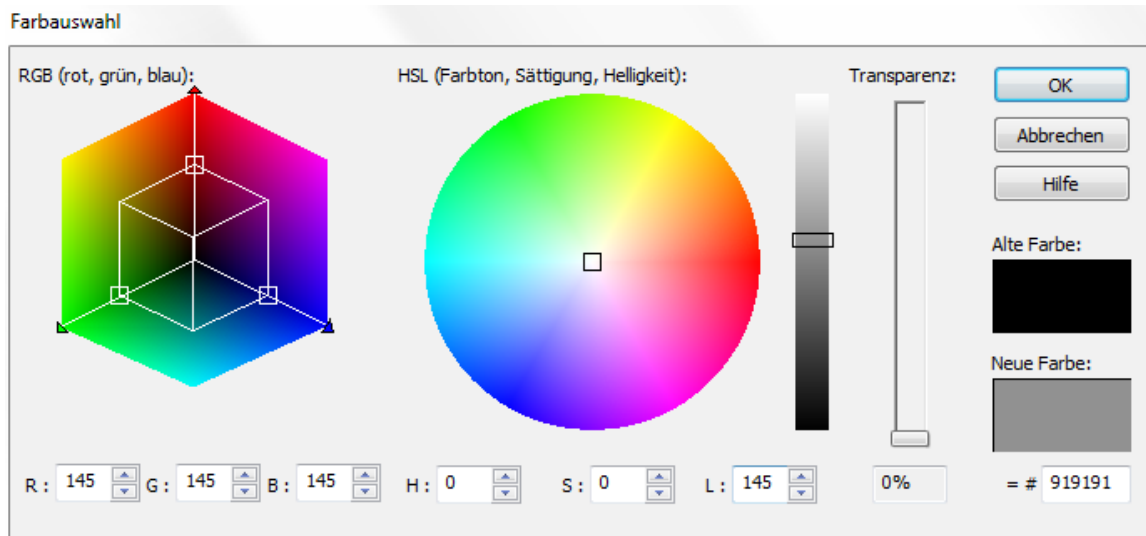 Farbauswahl
RGB (rot, grün, blau):
HSL (Farbton, Sättigung, Helligkeit):
Transparenz:
OK
Abbrechen
Hilfe
Alte Farbe:
Neue Farbe:
R : 145 G : 145 B : 145 H : 0 S : 0 L : 145 0% = # 919191